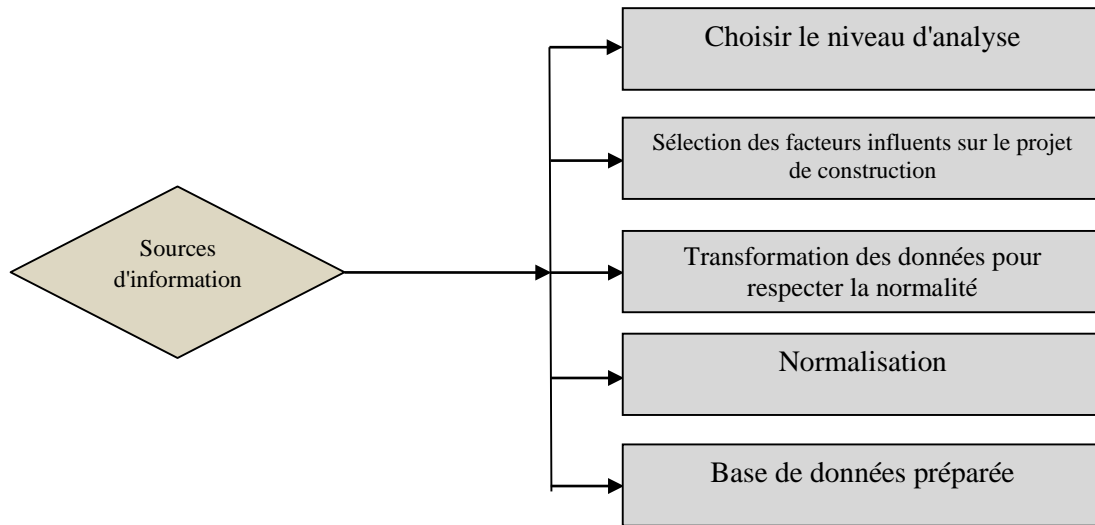 Choisir le niveau d'analyse
Sélection des facteurs influents sur le projet
de construction
Sources
d'information
Transformation des données pour
respecter la normalité
Normalisation
Base de données préparée